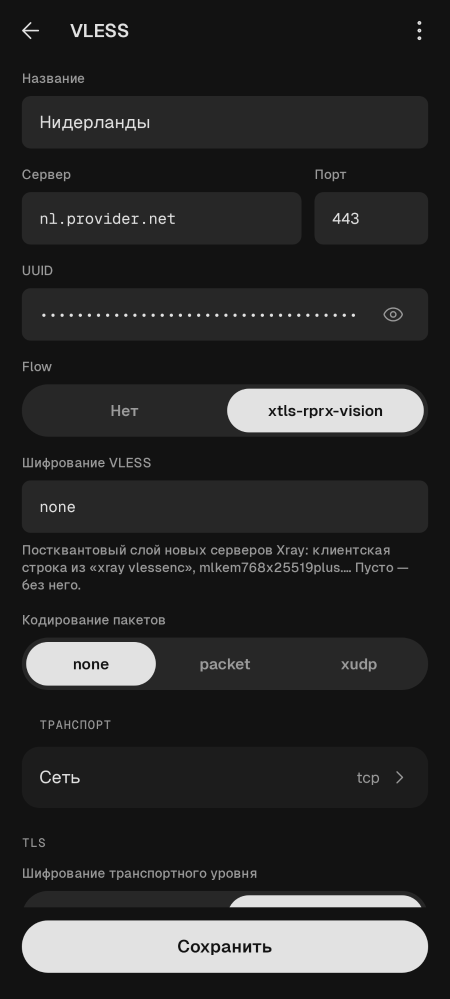 VLESS
Название
Нидерланды
Сервер
Порт
nl.provider.net
443
UUID
••••••••••••••••••••••••••••••••••••
Flow
Нет
xtls-rprx-vision
Шифрование VLESS
none
Постквантовый слой новых серверов Xray: клиентская
строка из «xray vlessenc», mlkem768x25519plus.… Пусто —
без него.
Кодирование пакетов
none
packet
xudp
ТРАНСПОРТ
Сеть
tcp
TLS
Шифрование транспортного уровня
Сохранить